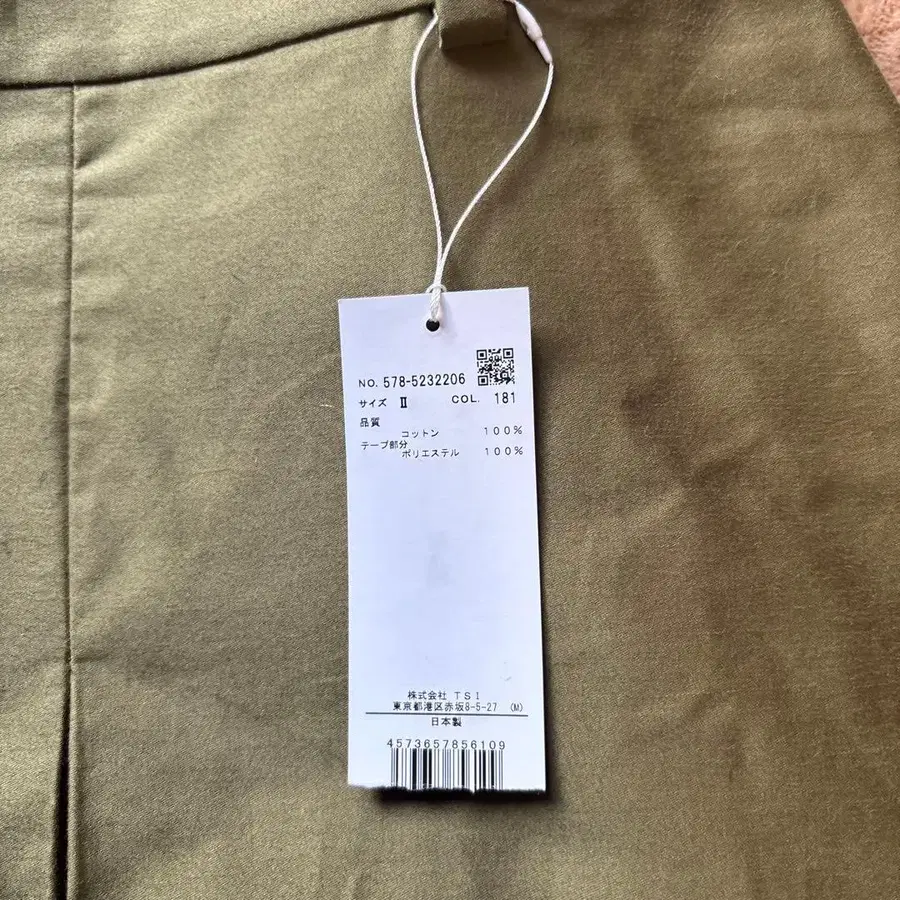 NO. 578-5232206
サイズ Ⅱ COL. 181
品質
コットン 100%
テープ部分
ポリエステル 100%
株式会社 TSI
東京都港区赤坂8-5-27 (M)
日本製
4573657856109